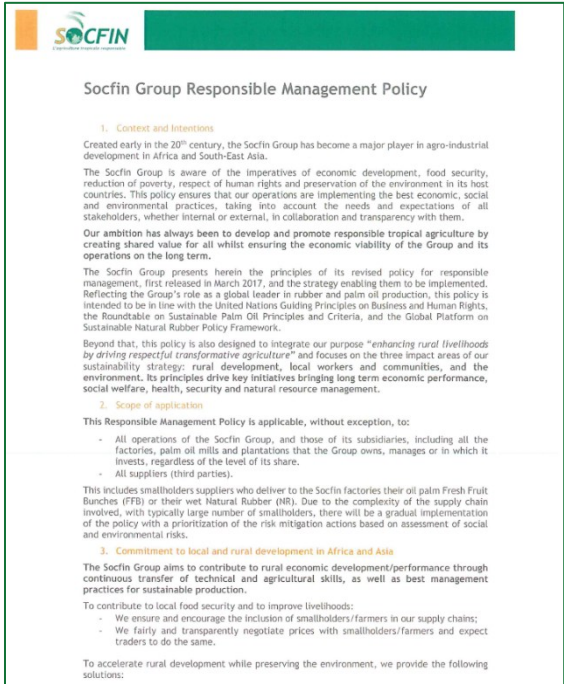 SOCFIN
L'agriculture tropicale responsable
Socfin Group Responsible Management Policy
1. Context and Intentions
Created early in the 20th century, the Socfin Group has become a major player in agro-industrial
development in Africa and South-East Asia.
The Socfin Group is aware of the imperatives of economic development, food security,
reduction of poverty, respect of human rights and preservation of the environment in its host
countries. This policy ensures that our operations are implementing the best economic, social
and environmental practices, taking into account the needs and expectations of all
stakeholders, whether internal or external, in collaboration and transparency with them.
Our ambition has always been to develop and promote responsible tropical agriculture by
creating shared value for all whilst ensuring the economic viability of the Group and its
operations on the long term.
The Socfin Group presents herein the principles of its revised policy for responsible
management, first released in March 2017, and the strategy enabling them to be implemented.
Reflecting the Group's role as a global leader in rubber and palm oil production, this policy is
intended to be in line with the United Nations Guiding Principles on Business and Human Rights,
the Roundtable on Sustainable Palm Oil Principles and Criteria, and the Global Platform on
Sustainable Natural Rubber Policy Framework.
Beyond that, this policy is also designed to integrate our purpose "enhancing rural livelihoods
by driving respectful transformative agriculture" and focuses on the three impact areas of our
sustainability strategy: rural development, local workers and communities, and the
environment. Its principles drive key initiatives bringing long term economic performance,
social welfare, health, security and natural resource management.
2. Scope of application
This Responsible Management Policy is applicable, without exception, to:
- All operations of the Socfin Group, and those of its subsidiaries, including all the
factories, palm oil mills and plantations that the Group owns, manages or in which it
invests, regardless of the level of its share.
- All suppliers (third parties).
This includes smallholders suppliers who deliver to the Socfin factories their oil palm Fresh Fruit
Bunches (FFB) or their wet Natural Rubber (NR). Due to the complexity of the supply chain
involved, with typically large number of smallholders, there will be a gradual implementation
of the policy with a prioritization of the risk mitigation actions based on assessment of social
and environmental risks.
3. Commitment to local and rural development in Africa and Asia
The Socfin Group aims to contribute to rural economic development/performance through
continuous transfer of technical and agricultural skills, as well as best management
practices for sustainable production.
To contribute to local food security and to improve livelihoods:
- We ensure and encourage the inclusion of smallholders/farmers in our supply chains;
- We fairly and transparently negotiate prices with smallholders/farmers and expect
traders to do the same.
To accelerate rural development while preserving the environment, we provide the following
solutions: